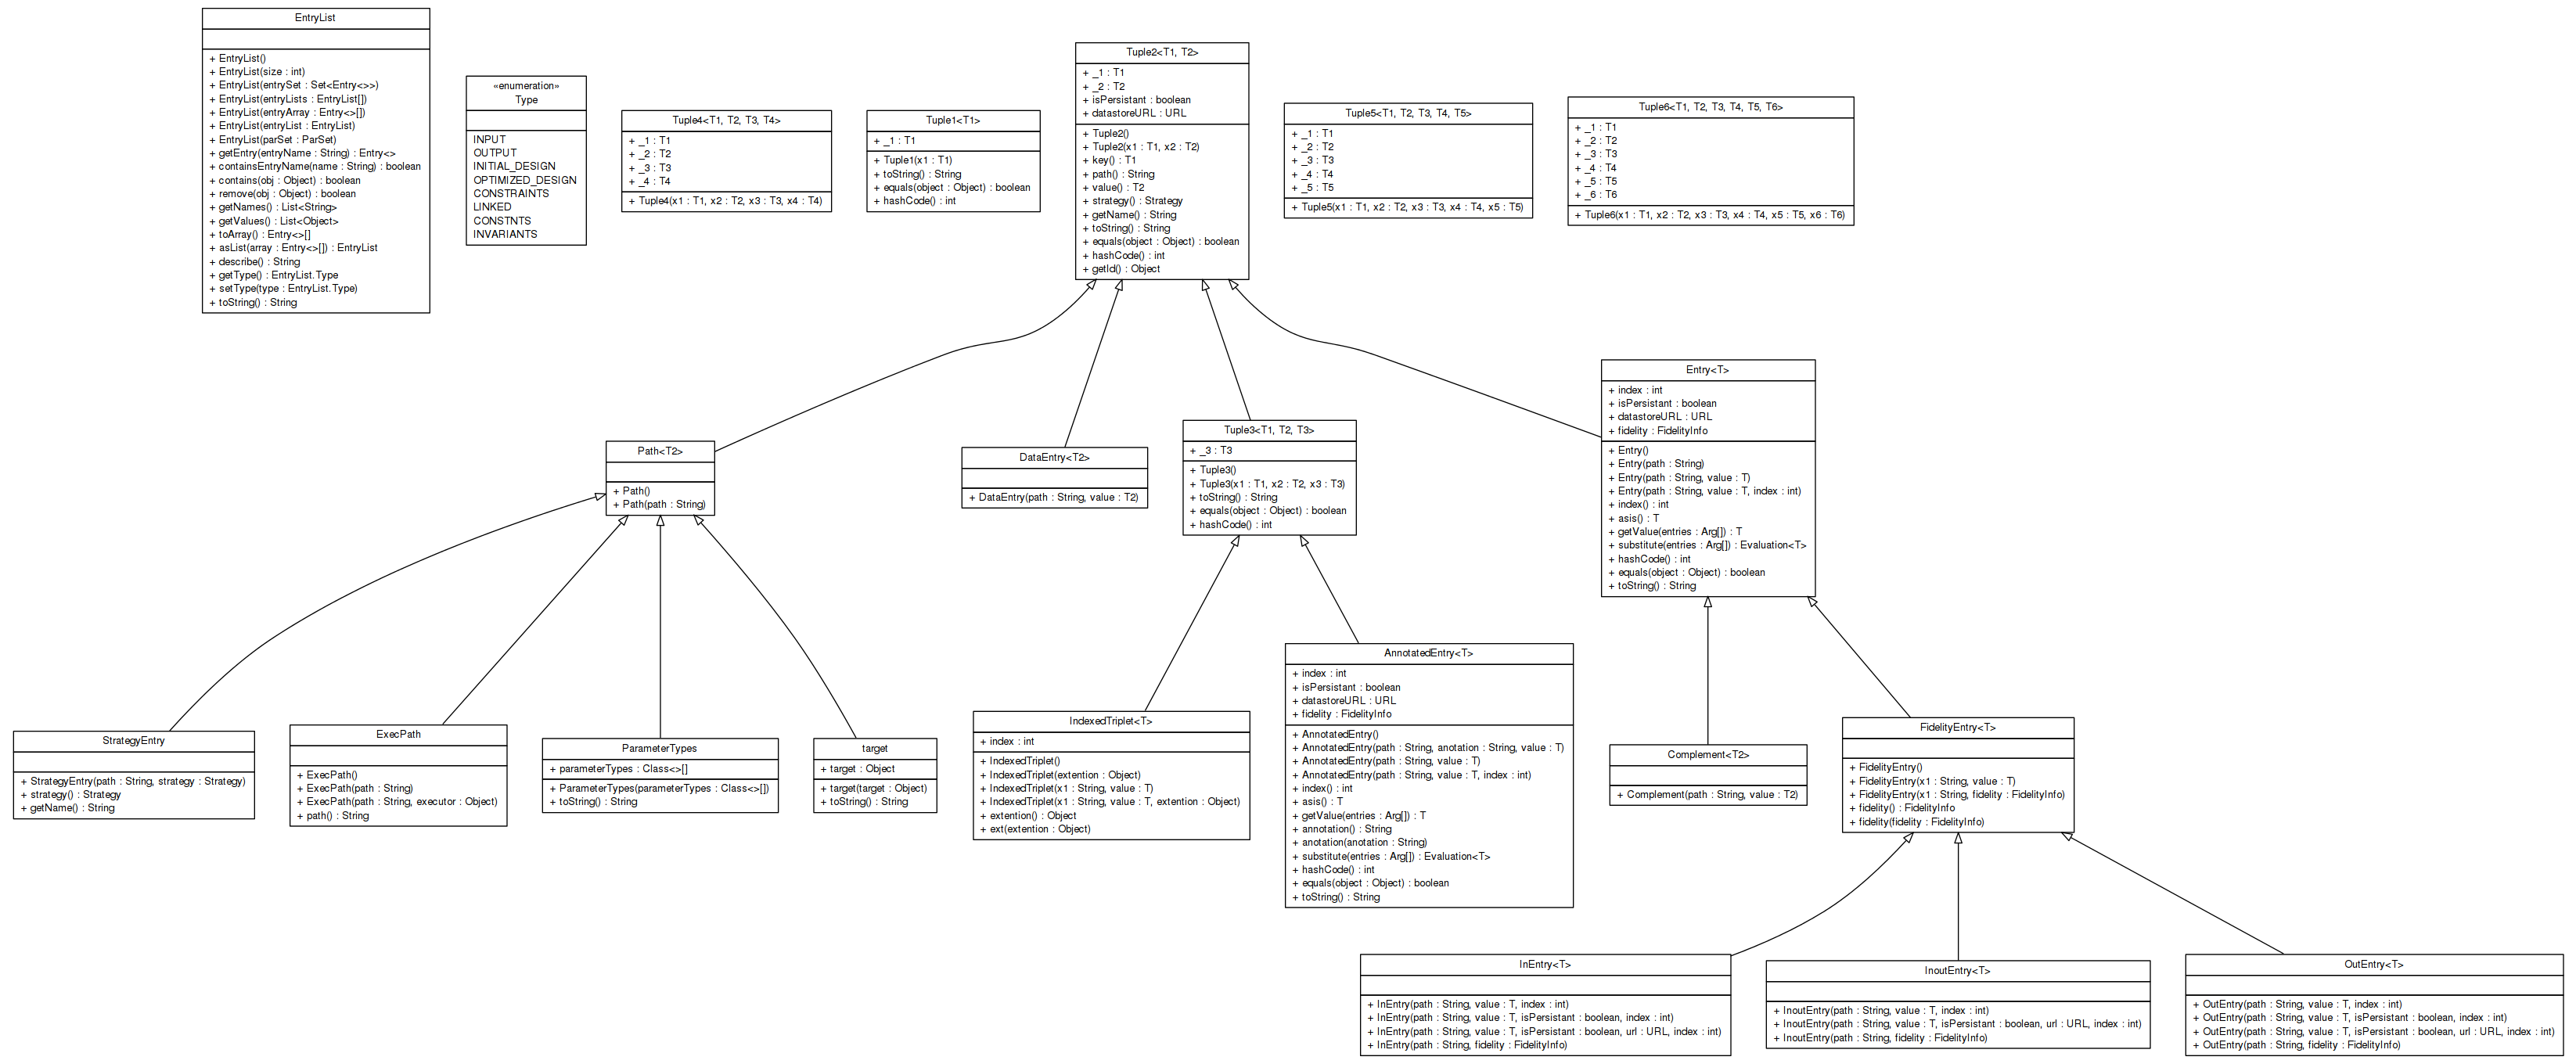 EntryList
+ EntryList()
+ EntryList(size : int)
+ EntryList(entrySet : Set<Entry<>>)
+ EntryList(entryLists : EntryList[])
+ EntryList(entryArray : Entry<>[])
+ EntryList(entryList : EntryList)
+ EntryList(parSet : ParSet)
+ getEntry(entryName : String) : Entry<>
+ containsEntryName(name : String) : boolean
+ contains(obj : Object) : boolean
+ remove(obj : Object) : boolean
+ getNames() : List<String>
+ getValues() : List<Object>
+ toArray() : Entry<>[]
+ asList(array : Entry<>[]) : EntryList
+ describe() : String
+ getType() : EntryList.Type
+ setType(type : EntryList.Type)
+ toString() : String
«enumeration»
Type
INPUT
OUTPUT
INITIAL_DESIGN
OPTIMIZED_DESIGN
CONSTRAINTS
LINKED
CONSTNTS
INVARIANTS
Tuple4<T1, T2, T3, T4>
+ _1 : T1
+ _2 : T2
+ _3 : T3
+ _4 : T4
+ Tuple4(x1 : T1, x2 : T2, x3 : T3, x4 : T4)
Tuple1<T1>
+ _1 : T1
+ Tuple1(x1 : T1)
+ toString() : String
+ equals(object : Object) : boolean
+ hashCode() : int
Tuple2<T1, T2>
+ _1 : T1
+ _2 : T2
+ isPersistant : boolean
+ datastoreURL : URL
+ Tuple2()
+ Tuple2(x1 : T1, x2 : T2)
+ key() : T1
+ path() : String
+ value() : T2
+ strategy() : Strategy
+ getName() : String
+ toString() : String
+ equals(object : Object) : boolean
+ hashCode() : int
+ getId() : Object
Tuple5<T1, T2, T3, T4, T5>
+ _1 : T1
+ _2 : T2
+ _3 : T3
+ _4 : T4
+ _5 : T5
+ Tuple5(x1 : T1, x2 : T2, x3 : T3, x4 : T4, x5 : T5)
Tuple6<T1, T2, T3, T4, T5, T6>
+ _1 : T1
+ _2 : T2
+ _3 : T3
+ _4 : T4
+ _5 : T5
+ _6 : T6
+ Tuple6(x1 : T1, x2 : T2, x3 : T3, x4 : T4, x5 : T5, x6 : T6)
Path<T2>
+ Path()
+ Path(path : String)
DataEntry<T2>
+ DataEntry(path : String, value : T2)
Tuple3<T1, T2, T3>
+ _3 : T3
+ Tuple3()
+ Tuple3(x1 : T1, x2 : T2, x3 : T3)
+ toString() : String
+ equals(object : Object) : boolean
+ hashCode() : int
Entry<T>
+ index : int
+ isPersistant : boolean
+ datastoreURL : URL
+ fidelity : FidelityInfo
+ Entry()
+ Entry(path : String)
+ Entry(path : String, value : T)
+ Entry(path : String, value : T, index : int)
+ index() : int
+ asis() : T
+ getValue(entries : Arg[]) : T
+ substitute(entries : Arg[]) : Evaluation<T>
+ hashCode() : int
+ equals(object : Object) : boolean
+ toString() : String
StrategyEntry
+ StrategyEntry(path : String, strategy : Strategy)
+ strategy() : Strategy
+ getName() : String
ExecPath
+ ExecPath()
+ ExecPath(path : String)
+ ExecPath(path : String, executor : Object)
+ path() : String
ParameterTypes
+ parameterTypes : Class<>[]
+ ParameterTypes(parameterTypes : Class<>[])
+ toString() : String
target
+ target : Object
+ target(target : Object)
+ toString() : String
IndexedTriplet<T>
+ index : int
+ IndexedTriplet()
+ IndexedTriplet(extention : Object)
+ IndexedTriplet(x1 : String, value : T)
+ IndexedTriplet(x1 : String, value : T, extention : Object)
+ extention() : Object
+ ext(extention : Object)
AnnotatedEntry<T>
+ index : int
+ isPersistant : boolean
+ datastoreURL : URL
+ fidelity : FidelityInfo
+ AnnotatedEntry()
+ AnnotatedEntry(path : String, anotation : String, value : T)
+ AnnotatedEntry(path : String, value : T)
+ AnnotatedEntry(path : String, value : T, index : int)
+ index() : int
+ asis() : T
+ getValue(entries : Arg[]) : T
+ annotation() : String
+ anotation(anotation : String)
+ substitute(entries : Arg[]) : Evaluation<T>
+ hashCode() : int
+ equals(object : Object) : boolean
+ toString() : String
Complement<T2>
+ Complement(path : String, value : T2)
FidelityEntry<T>
+ FidelityEntry()
+ FidelityEntry(x1 : String, value : T)
+ FidelityEntry(x1 : String, fidelity : FidelityInfo)
+ fidelity() : FidelityInfo
+ fidelity(fidelity : FidelityInfo)
InEntry<T>
+ InEntry(path : String, value : T, index : int)
+ InEntry(path : String, value : T, isPersistant : boolean, index : int)
+ InEntry(path : String, value : T, isPersistant : boolean, url : URL, index : int)
+ InEntry(path : String, fidelity : FidelityInfo)
InoutEntry<T>
+ InoutEntry(path : String, value : T, index : int)
+ InoutEntry(path : String, value : T, isPersistant : boolean, url : URL, index : int)
+ InoutEntry(path : String, fidelity : FidelityInfo)
OutEntry<T>
+ OutEntry(path : String, value : T, index : int)
+ OutEntry(path : String, value : T, isPersistant : boolean, index : int)
+ OutEntry(path : String, value : T, isPersistant : boolean, url : URL, index : int)
+ OutEntry(path : String, fidelity : FidelityInfo)